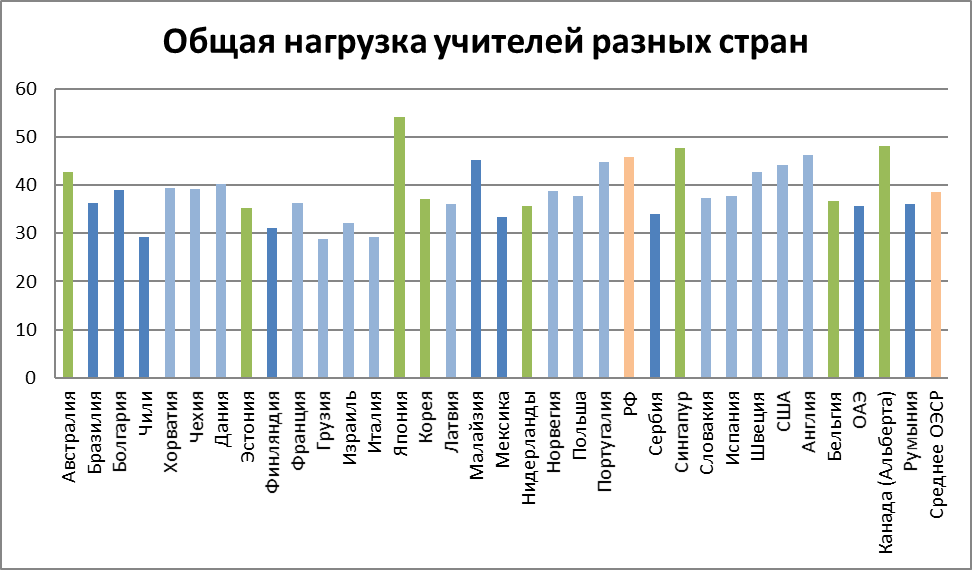 Общая нагрузка учителей разных стран
60
50
40
30
20
10
0
Австралия
Бразилия
Болгария
Чили
Хорватия
Чехия
Дания
Эстония
Финляндия
Франция
Грузия
Израиль
Италия
Япония
Корея
Латвия
Малайзия
Мексика
Нидерланды
Норвегия
Польша
Португалия
РФ
Сербия
Сингапур
Словакия
Испания
Швеция
США
Англия
Бельгия
ОАЭ
Канада (Альберта)
Румыния
Среднее ОЭСР